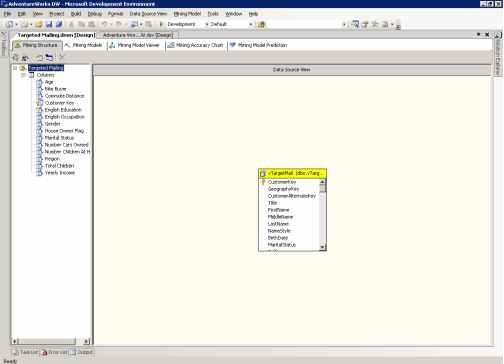 AdventureWorks DW - Microsoft Development Environment
File Edit View Project Build Debug Format Data Source View Mining Model Tools Window Help
Development Default
Targeted Mailing.dmm [Design] Adventure Wor...At.dsv [Design]
Mining Structure Mining Models Mining Model Viewer Mining Accuracy Chart Mining Model Prediction
Toolbox
Solution Explorer
Targeted Mailing
Columns
Age
Bike Buyer
Commute Distance
Customer Key
English Education
English Occupation
Gender
House Owner Flag
Marital Status
Number Cars Owned
Number Children At H
Region
Total Children
Yearly Income
Data Source View
vTargetMail (dbo.vTarg...
CustomerKey
GeographyKey
CustomerAlternateKey
Title
FirstName
MiddleName
LastName
NameStyle
BirthDate
MaritalStatus
Task List Error List Output
Ready